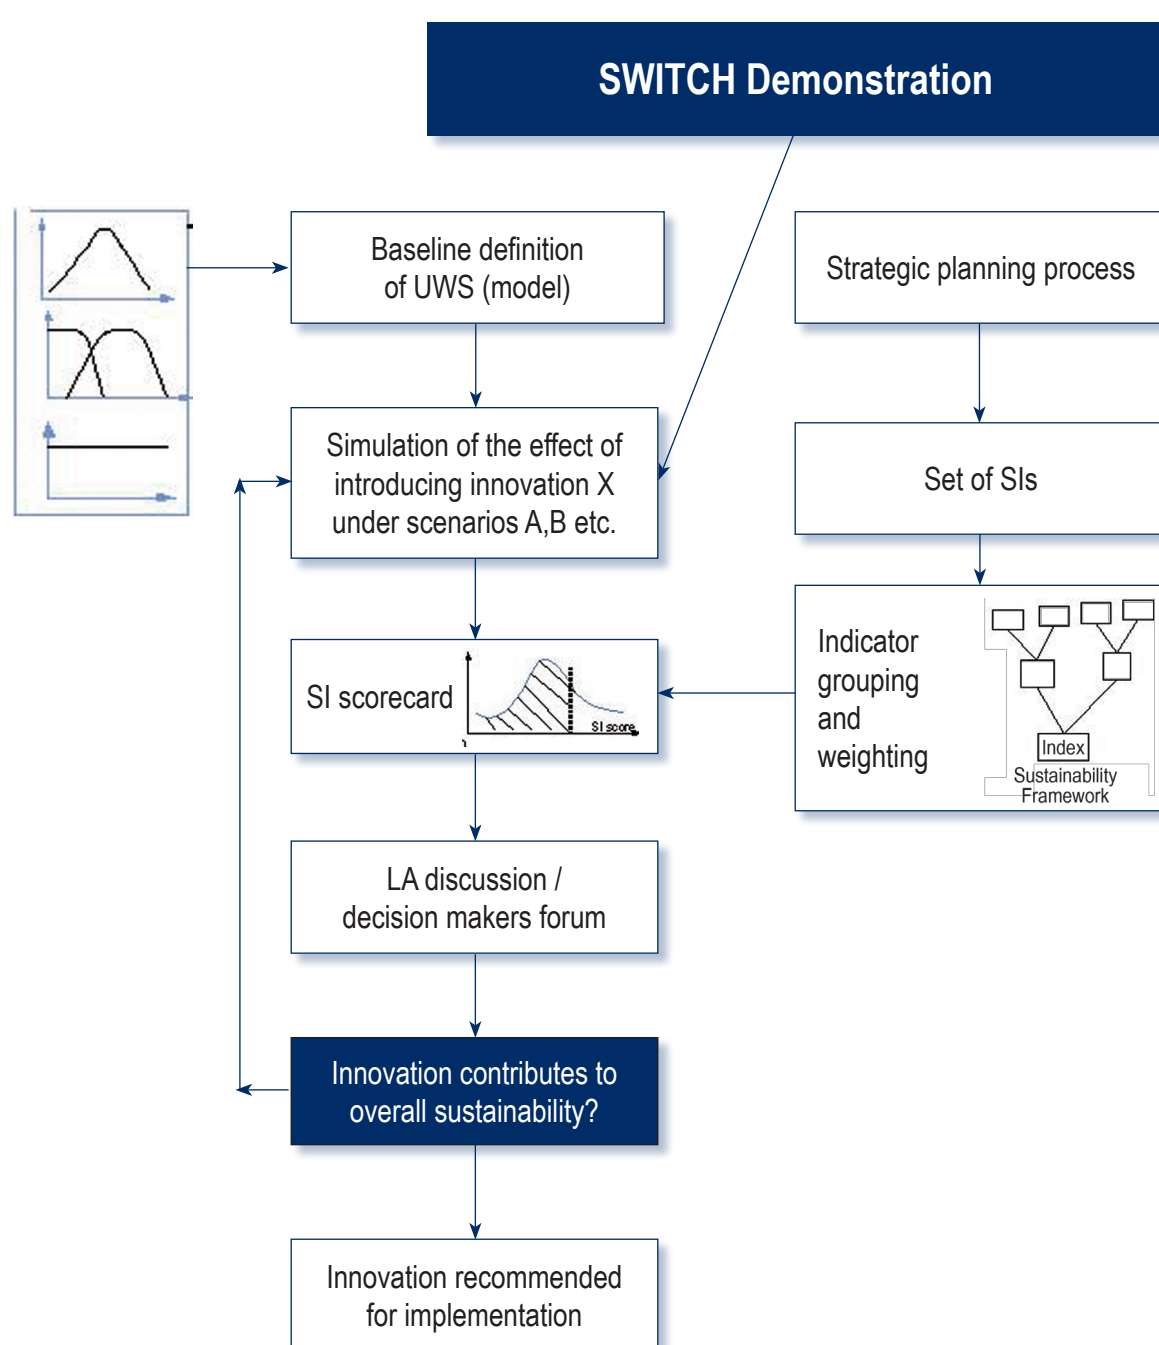 SWITCH Demonstration
Baseline definition
of UWS (model)
Strategic planning process
Simulation of the effect of
introducing innovation X
under scenarios A,B etc.
Set of SIs
SI scorecard
SI score
Indicator
grouping
and
weighting
Index
Sustainability
Framework
LA discussion /
decision makers forum
Innovation contributes to
overall sustainability?
Innovation recommended
for implementation